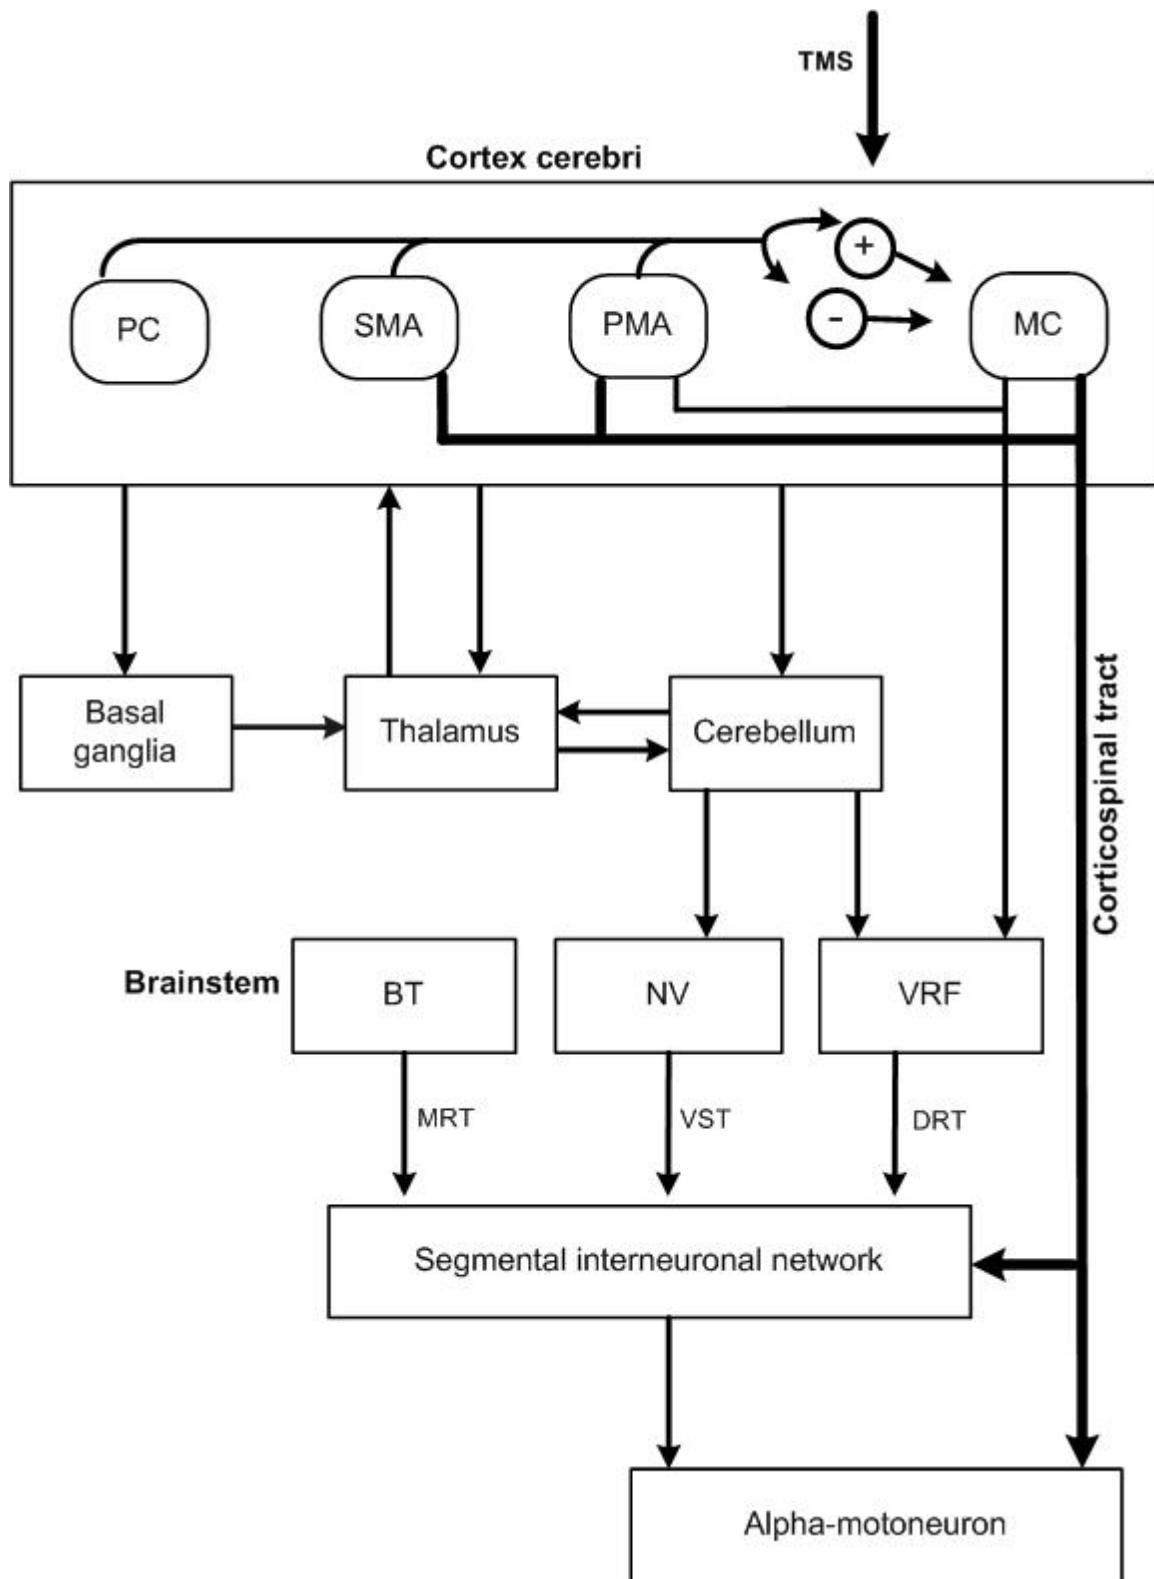 TMS
Cortex cerebri
+
PC
SMA
PMA
-
MC
Basal
ganglia
Thalamus
Cerebellum
Corticospinal tract
Brainstem
BT
NV
VRF
MRT
VST
DRT
Segmental interneuronal network
Alpha-motoneuron